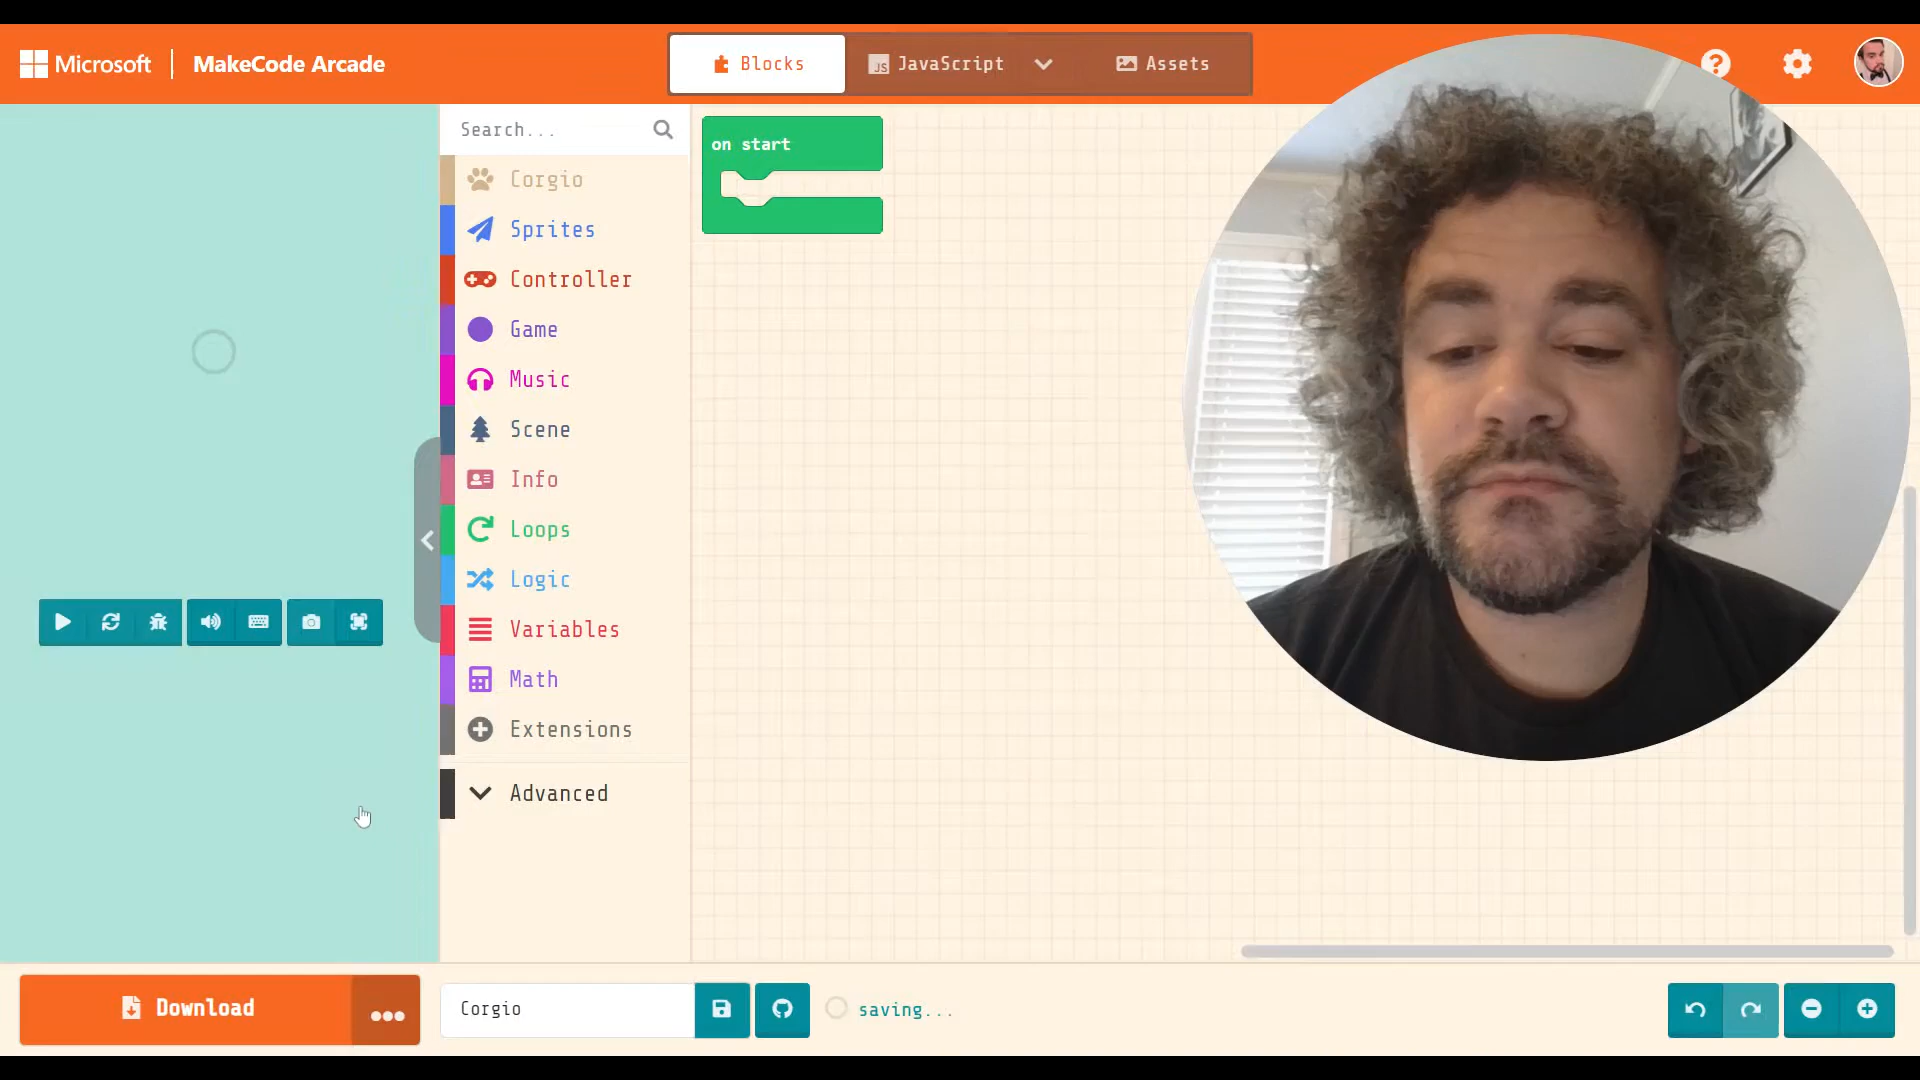 Microsoft
MakeCode Arcade
Blocks
JS
JavaScript
Assets
?
Search...
Corgio
Sprites
Controller
Game
Music
Scene
Info
Loops
Logic
Variables
Math
Extensions
Advanced
on start
Download
Corgio
saving...